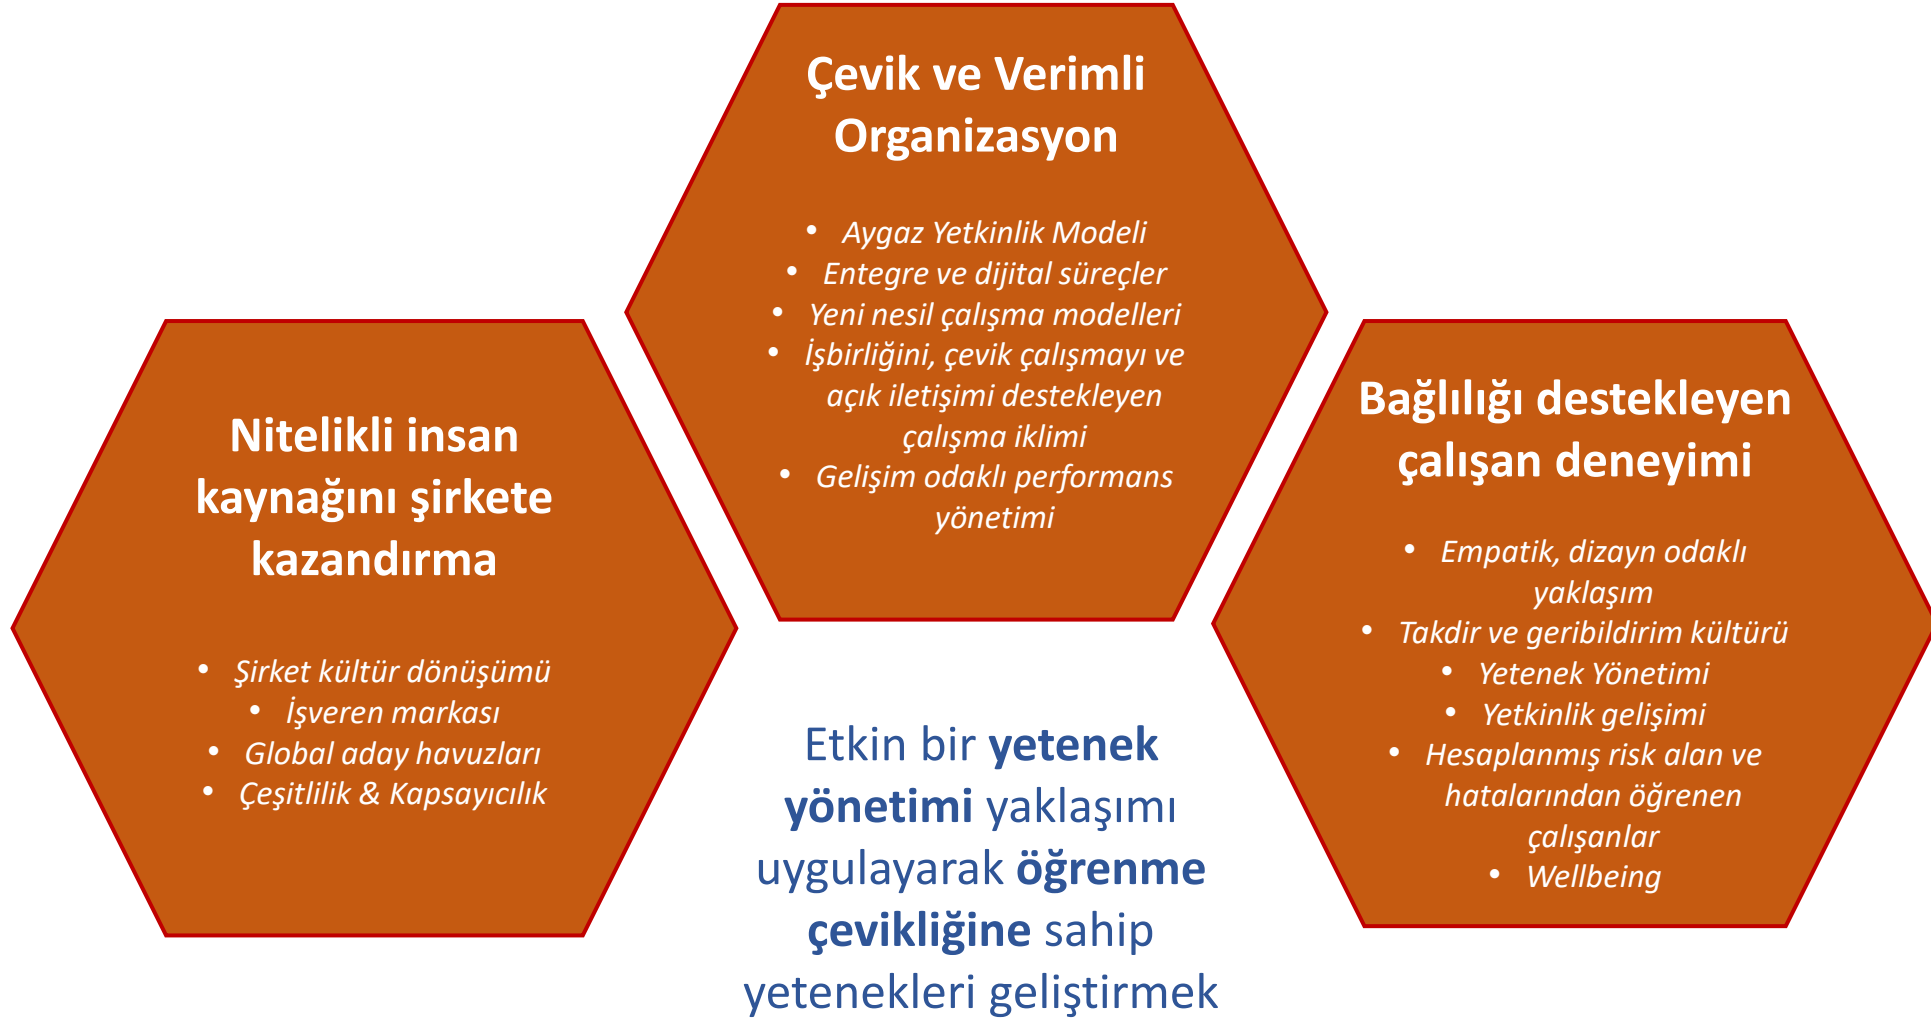 Çevik ve Verimli
Organizasyon
• Aygaz Yetkinlik Modeli
• Entegre ve dijital süreçler
• Yeni nesil çalışma modelleri
• İşbirliğini, çevik çalışmayı ve
açık iletişimi destekleyen
çalışma iklimi
• Gelişim odaklı performans
yönetimi
Nitelikli insan
kaynağını şirkete
kazandırma
• Şirket kültür dönüşümü
• İşveren markası
• Global aday havuzları
• Çeşitlilik & Kapsayıcılık
Bağlılığı destekleyen
çalışan deneyimi
• Empatik, dizayn odaklı
yaklaşım
• Takdir ve geribildirim kültürü
• Yetenek Yönetimi
• Yetkinlik gelişimi
• Hesaplanmış risk alan ve
hatalarından öğrenen
çalışanlar
• Wellbeing
Etkin bir yetenek
yönetimi yaklaşımı
uygulayarak öğrenme
çevikliğine sahip
yetenekleri geliştirmek